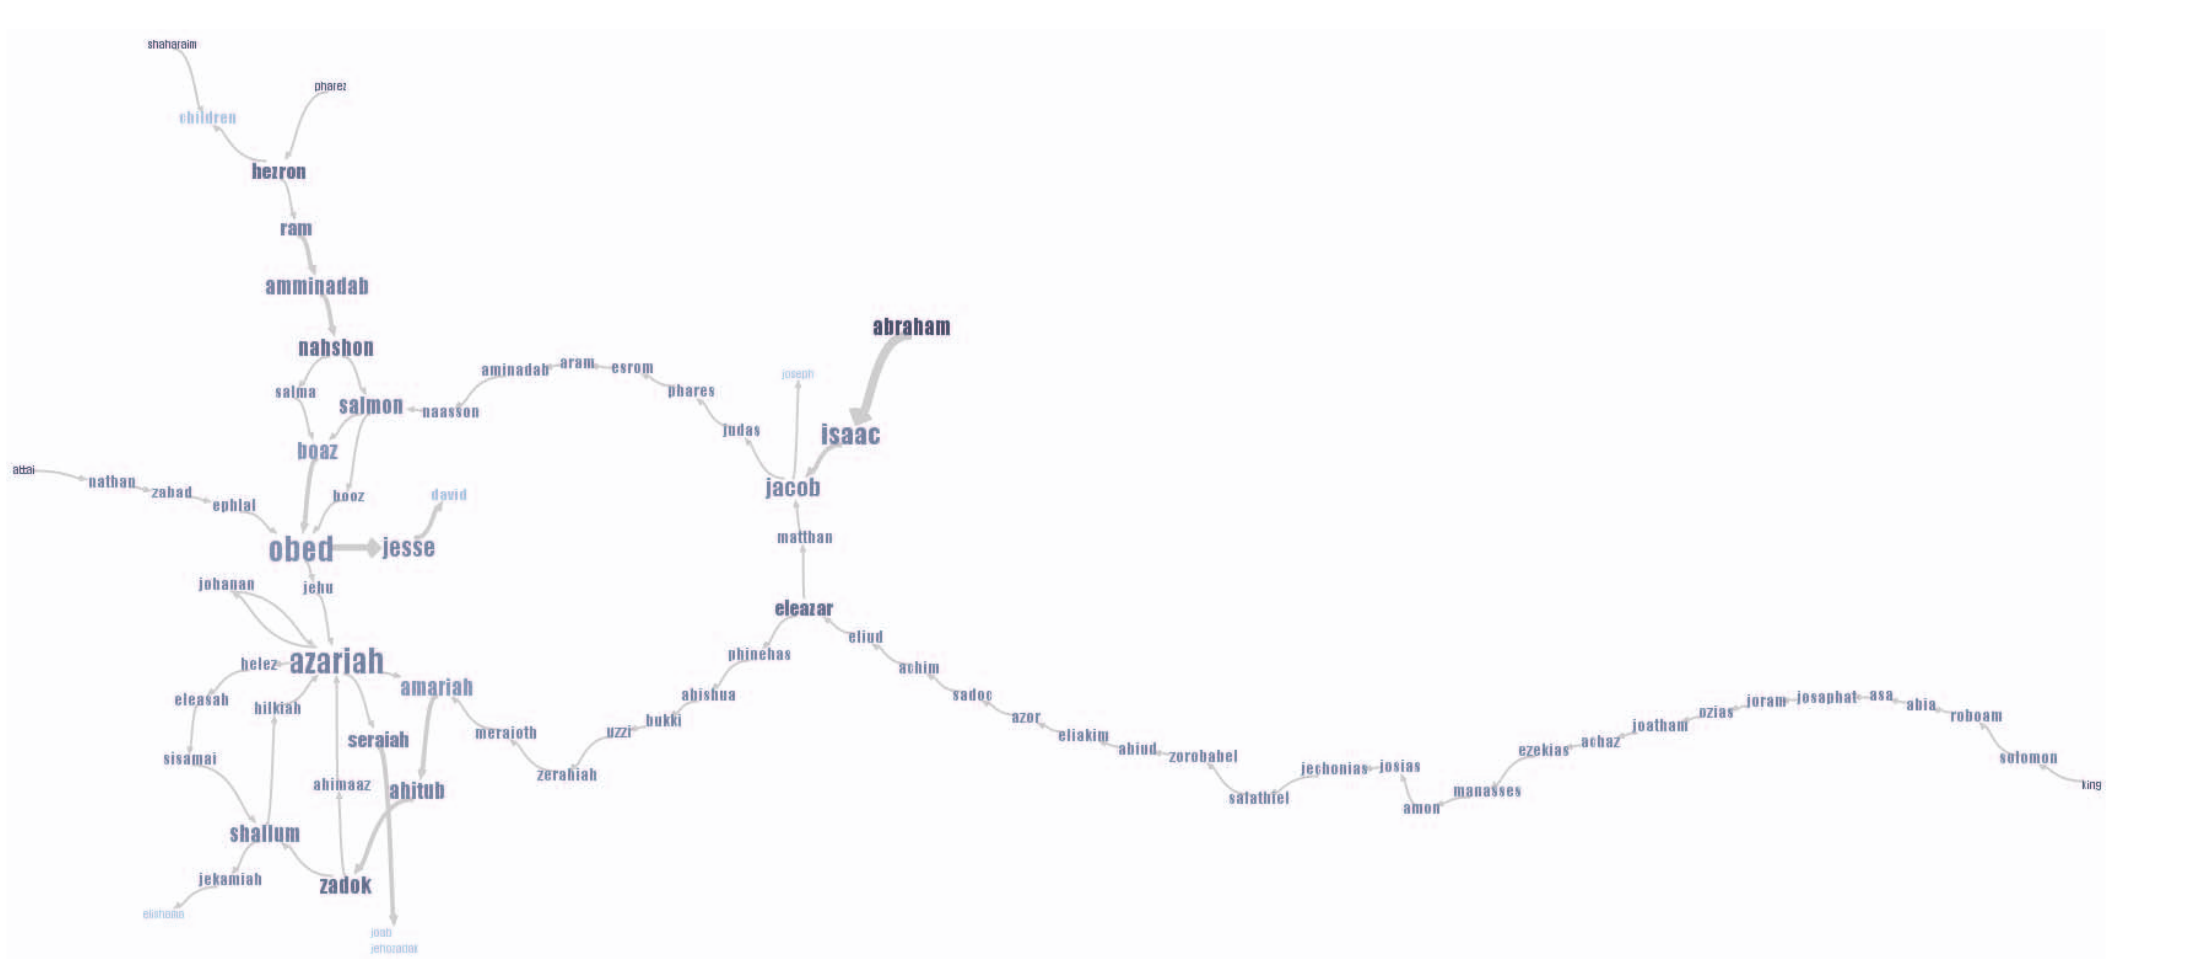 shaharaim
pharez
children
hezron
ram
amminadab
abraham
nahshon
aram
esrom
aminadab
joseph
phares
salma
salmon
naasson
judas
isaac
boaz
attai
nathan
jacob
zabad
david
booz
ephlal
matthan
obed
jesse
johanan
jehu
eleazar
eliud
phinehas
azariah
helez
achim
amariah
abishua
sadoc
eleasah
hilkiah
josaphat
asa
joram
abia
ozias
roboam
azor
bukki
joatham
uzzi
merajoth
eliakim
seraiah
achaz
abiud
ezekias
zorobabel
solomon
sisamai
jechonias
josias
zerahiah
ahimaaz
king
ahitub
manasses
salathiel
amon
shallum
jekamiah
zadok
elishama
joab
jehozadak